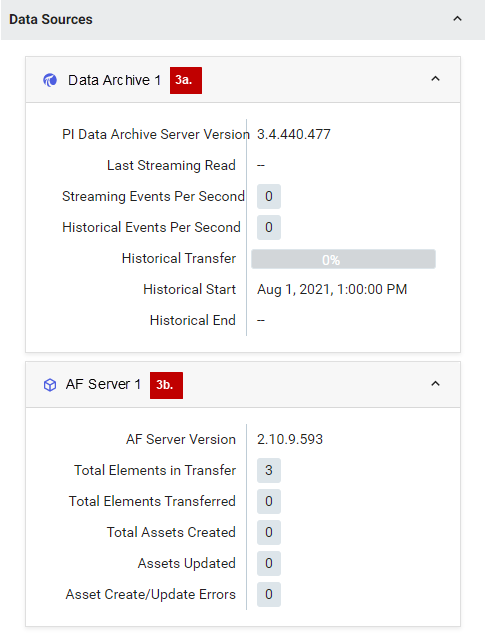 Data Sources
Data Archive 1 3a.
PI Data Archive Server Version 3.4.440.477
Last Streaming Read --
Streaming Events Per Second 0
Historical Events Per Second 0
Historical Transfer 0%
Historical Start Aug 1, 2021, 1:00:00 PM
Historical End --
AF Server 1 3b.
AF Server Version 2.10.9.593
Total Elements in Transfer 3
Total Elements Transferred 0
Total Assets Created 0
Assets Updated 0
Asset Create/Update Errors 0